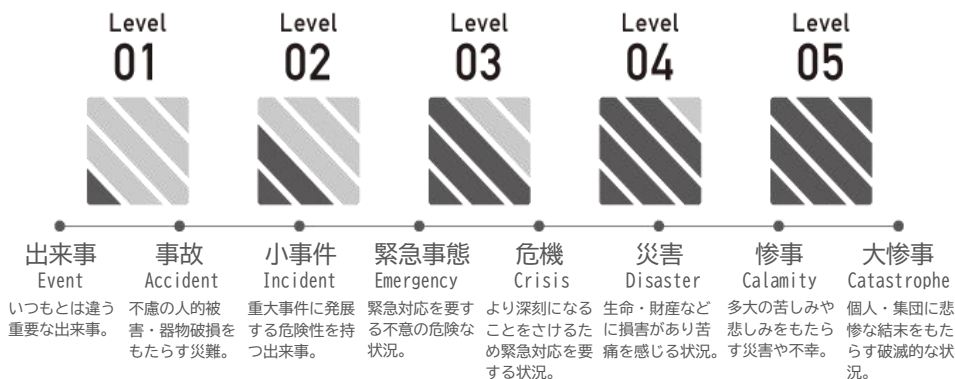 Level
01
Level
02
Level
03
Level
04
Level
05
出来事
Event
いつもとは違う
重要な出来事。
事故
Accident
不慮の人的被
害・器物破損を
もたらす災難。
小事件
Incident
重大事件に発展
する危険性を持
つ出来事。
緊急事態
Emergency
緊急対応を要す
る不意の危険な
状況。
危機
Crisis
より深刻になる
ことをさけるた
め緊急対応を要
する状況。
災害
Disaster
生命・財産など
に損害があり苦
痛を感じる状況。
惨事
Calamity
多大の苦しみや
悲しみをもたら
す災害や不幸。
大惨事
Catastrophe
個人・集団に悲
惨な結末をもた
らす破滅的な状
況。